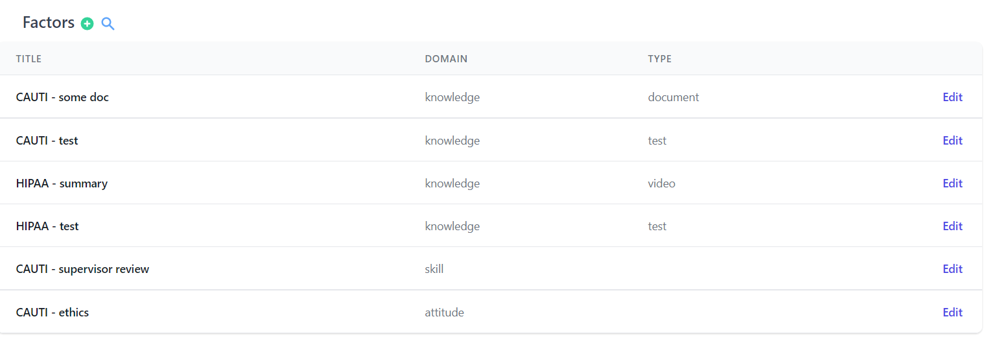 Factors
TITLE DOMAIN TYPE
CAUTI - some doc knowledge document Edit
CAUTI - test knowledge test Edit
HIPAA - summary knowledge video Edit
HIPAA - test knowledge test Edit
CAUTI - supervisor review skill Edit
CAUTI - ethics attitude Edit